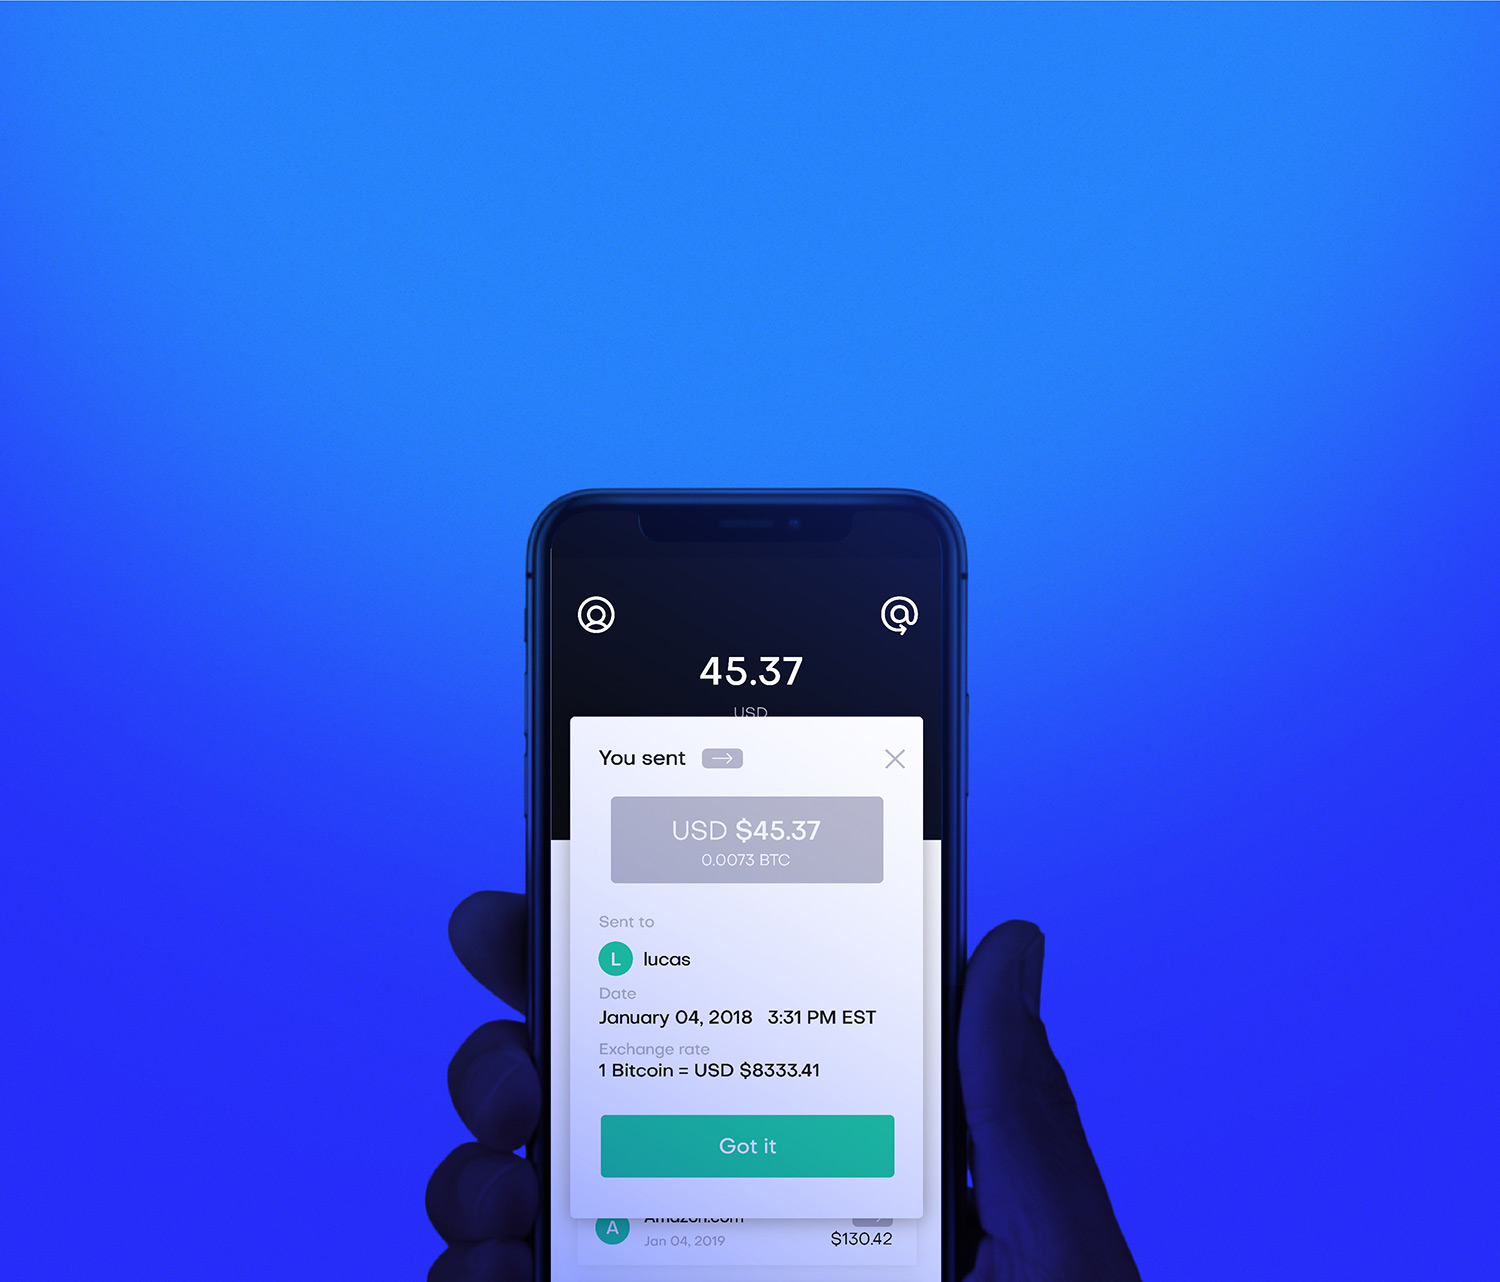 45.37
USD
You sent
USD $45.37
0.0073 BTC
Sent to
L lucas
Date
January 04, 2018 3:31 PM EST
Exchange rate
1 Bitcoin = USD $8333.41
Got it
A Amazon.com
Jan 04, 2019 $130.42